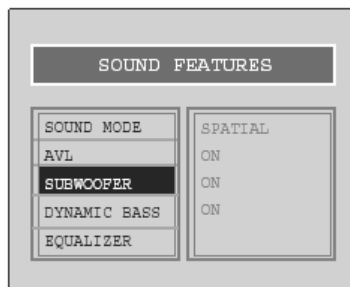 SOUND FEATURES
SOUND MODE SPATIAL
AVL ON
SUBWOOFER ON
DYNAMIC BASS ON
EQUALIZER